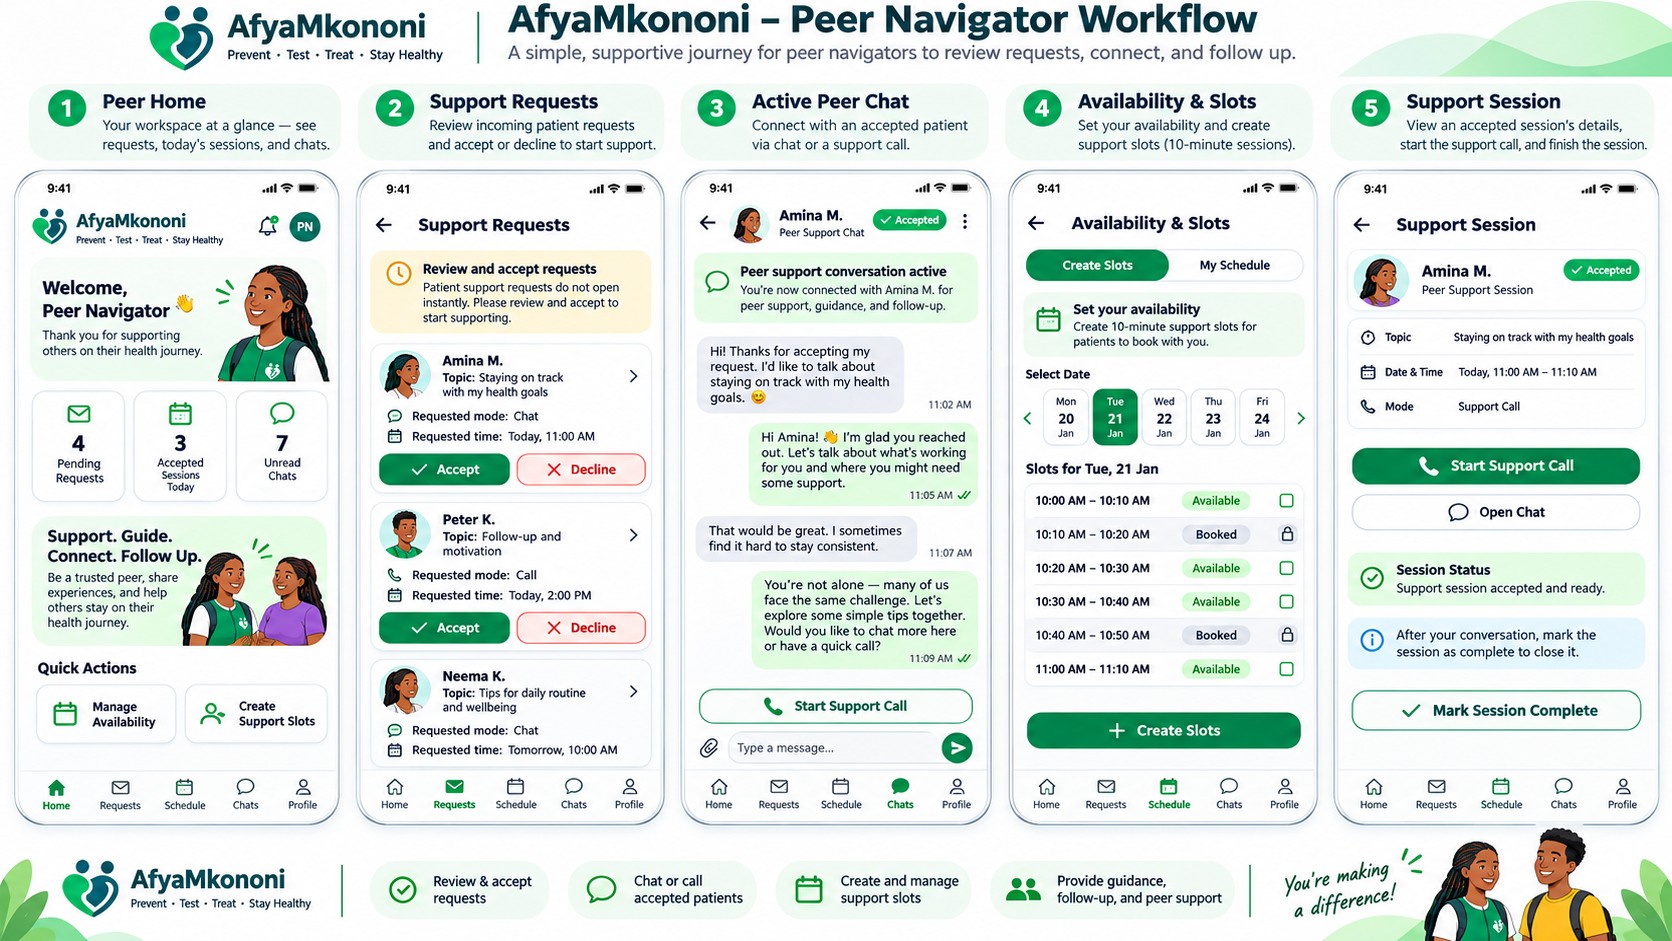 AfyaMkononi
Prevent • Test • Treat • Stay Healthy
AfyaMkononi – Peer Navigator Workflow
A simple, supportive journey for peer navigators to review requests, connect, and follow up.
1
Peer Home
Your workspace at a glance — see
requests, today's sessions, and chats.
2
Support Requests
Review incoming patient requests
and accept or decline to start support.
3
Active Peer Chat
Connect with an accepted patient
via chat or a support call.
4
Availability & Slots
Set your availability and create
support slots (10-minute sessions).
5
Support Session
View an accepted session's details,
start the support call, and finish the session.
9:41
AfyaMkononi
Prevent • Test • Treat • Stay Healthy
PN
Welcome,
Peer Navigator 👋
Thank you for supporting
others on their health journey.
4
Pending
Requests
3
Accepted
Sessions
Today
7
Unread
Chats
Support. Guide.
Connect. Follow Up.
Be a trusted peer, share
experiences, and help
others stay on their
health journey.
Quick Actions
Manage
Availability
Create
Support Slots
Home Requests Schedule Chats Profile
9:41
Support Requests
Review and accept requests
Patient support requests do not open
instantly. Please review and accept to
start supporting.
Amina M.
Topic: Staying on track
with my health goals
Requested mode: Chat
Requested time: Today, 11:00 AM
Accept Decline
Peter K.
Topic: Follow-up and
motivation
Requested mode: Call
Requested time: Today, 2:00 PM
Accept Decline
Neema K.
Topic: Tips for daily routine
and wellbeing
Requested mode: Chat
Requested time: Tomorrow, 10:00 AM
Home Requests Schedule Chats Profile
9:41
Amina M.
Peer Support Chat
Accepted
Peer support conversation active
You're now connected with Amina M. for
peer support, guidance, and follow-up.
Hi! Thanks for accepting my
request. I'd like to talk about
staying on track with my health
goals. 😊
11:02 AM
Hi Amina! 👋 I'm glad you reached
out. Let's talk about what's working
for you and where you might need
some support.
11:05 AM
That would be great. I sometimes
find it hard to stay consistent.
11:07 AM
You're not alone — many of us
face the same challenge. Let's
explore some simple tips together.
Would you like to chat more here
or have a quick call?
11:09 AM
Start Support Call
Type a message...
Home Requests Schedule Chats Profile
9:41
Availability & Slots
Create Slots My Schedule
Set your availability
Create 10-minute support slots for
patients to book with you.
Select Date
Mon Tue Wed Thu Fri
20 21 22 23 24
Jan Jan Jan Jan Jan
Slots for Tue, 21 Jan
10:00 AM – 10:10 AM Available
10:10 AM – 10:20 AM Booked
10:20 AM – 10:30 AM Available
10:30 AM – 10:40 AM Available
10:40 AM – 10:50 AM Booked
11:00 AM – 11:10 AM Available
+ Create Slots
Home Requests Schedule Chats Profile
9:41
Support Session
Amina M.
Peer Support Session
Accepted
Topic Staying on track with my health goals
Date & Time Today, 11:00 AM – 11:10 AM
Mode Support Call
Start Support Call
Open Chat
Session Status
Support session accepted and ready.
After your conversation, mark the
session as complete to close it.
Mark Session Complete
Home Requests Schedule Chats Profile
AfyaMkononi
Prevent • Test • Treat • Stay Healthy
Review & accept
requests
Chat or call
accepted patients
Create and manage
support slots
Provide guidance,
follow-up, and peer support
You're making
a difference!